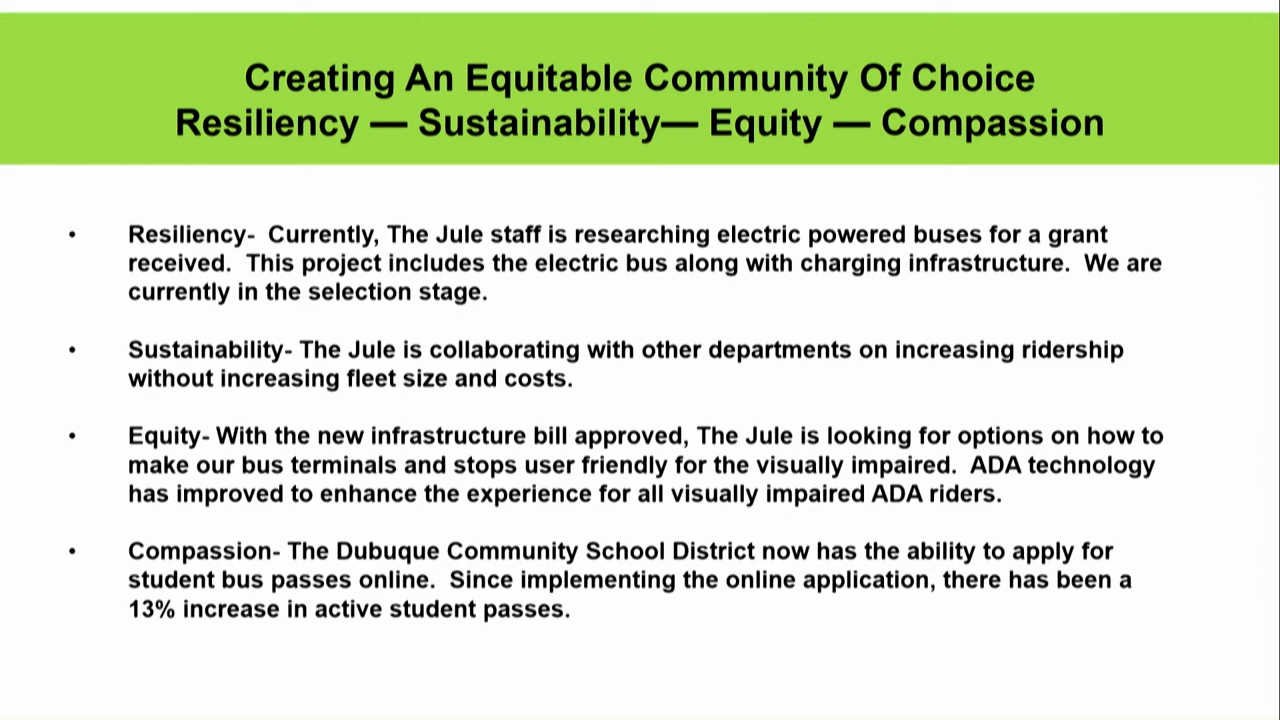 Creating An Equitable Community Of Choice
Resiliency — Sustainability— Equity — Compassion
• Resiliency-  Currently, The Jule staff is researching electric powered buses for a grant
received.  This project includes the electric bus along with charging infrastructure.  We are
currently in the selection stage.
• Sustainability- The Jule is collaborating with other departments on increasing ridership
without increasing fleet size and costs.
• Equity- With the new infrastructure bill approved, The Jule is looking for options on how to
make our bus terminals and stops user friendly for the visually impaired.  ADA technology
has improved to enhance the experience for all visually impaired ADA riders.
• Compassion- The Dubuque Community School District now has the ability to apply for
student bus passes online.  Since implementing the online application, there has been a
13% increase in active student passes.